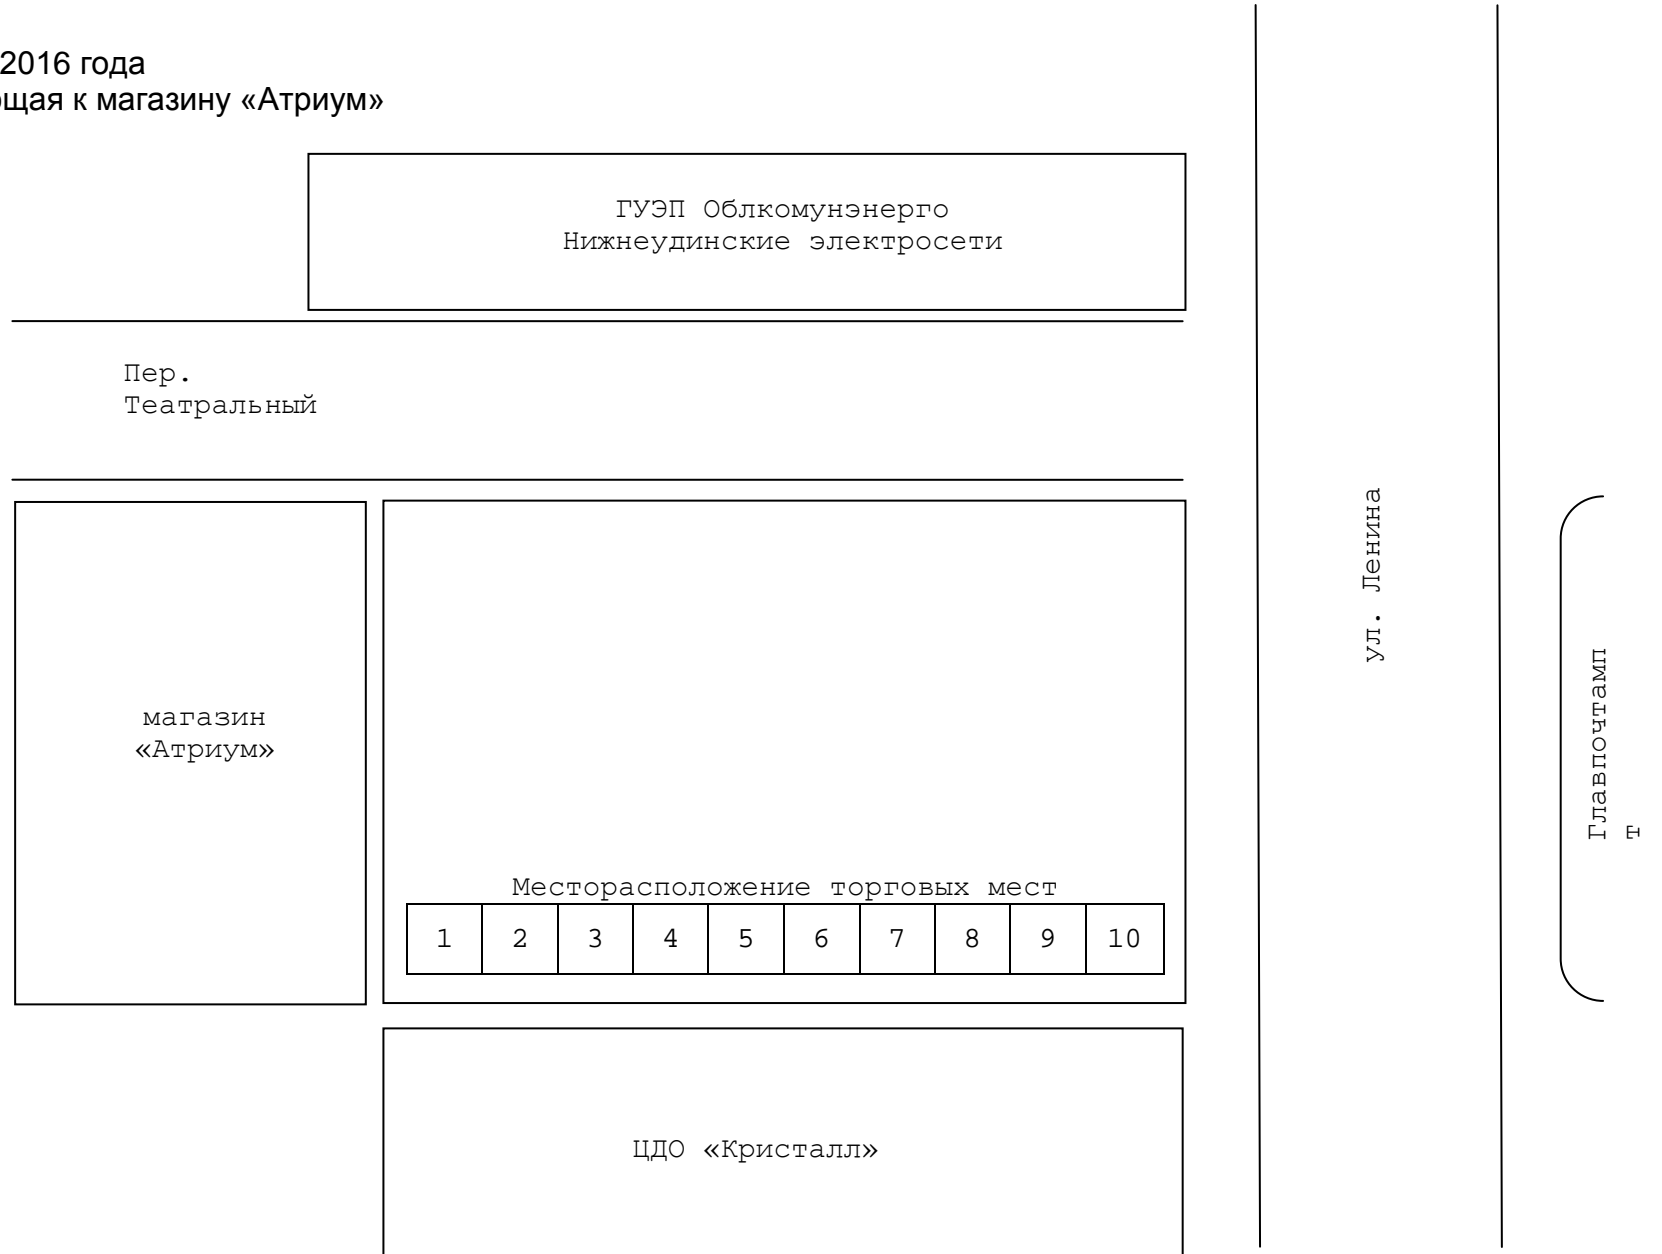 2016 года
ющая к магазину «Атриум»
ГУЭП Облкомунэнерго
Нижнеудинские электросети
Пер.
Театральный
ул. Ленина
Главпочтамп
т
магазин
«Атриум»
Месторасположение торговых мест
1 2 3 4 5 6 7 8 9 10
ЦДО «Кристалл»